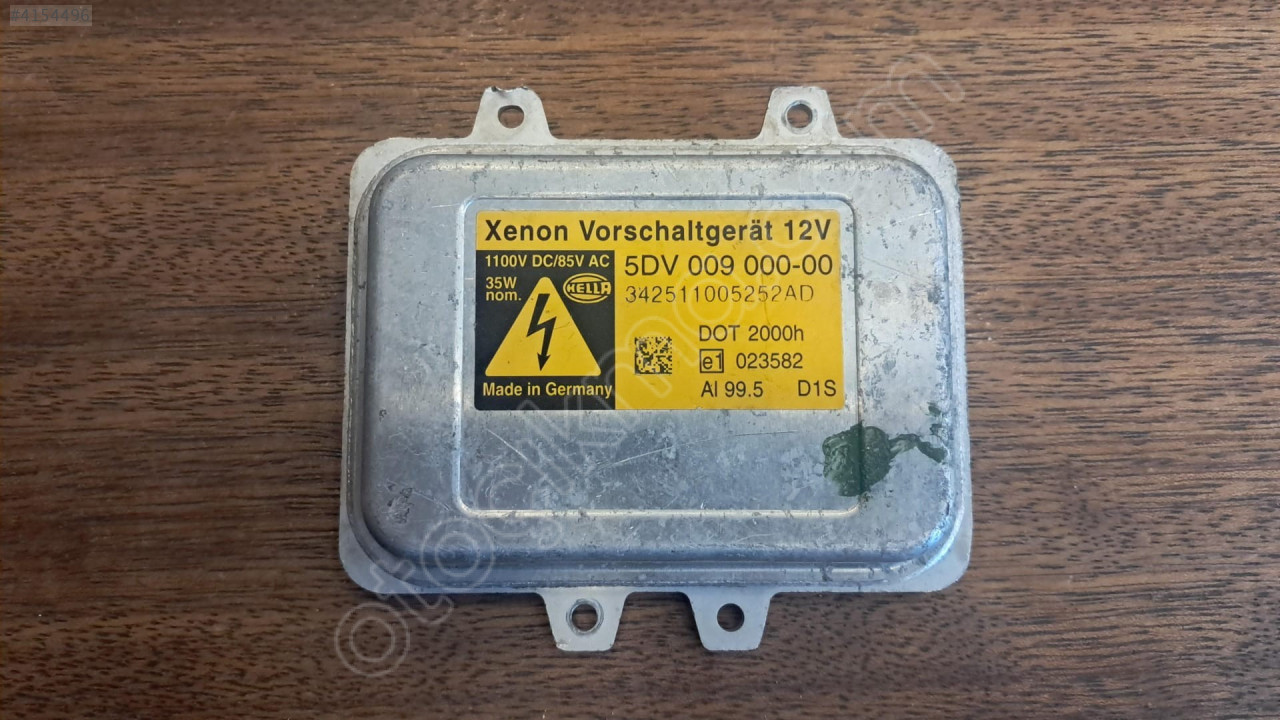 #4154496
Xenon Vorschaltgerät 12V
1100V DC/85V AC
35W
nom.
HELLA
Made in Germany
5DV 009 000-00
342511005252AD
DOT 2000h
e1 023582
Al 99.5 D1S